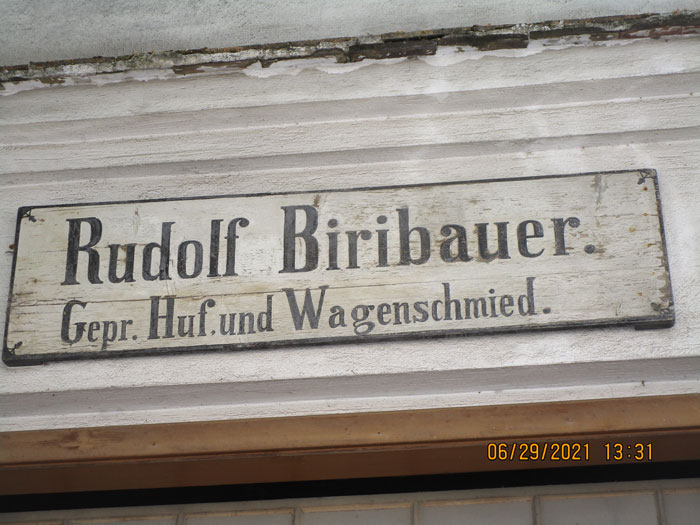 Rudolf Biribauer.
Gepr. Huf. und Wagenschmied.
06/29/2021 13:31